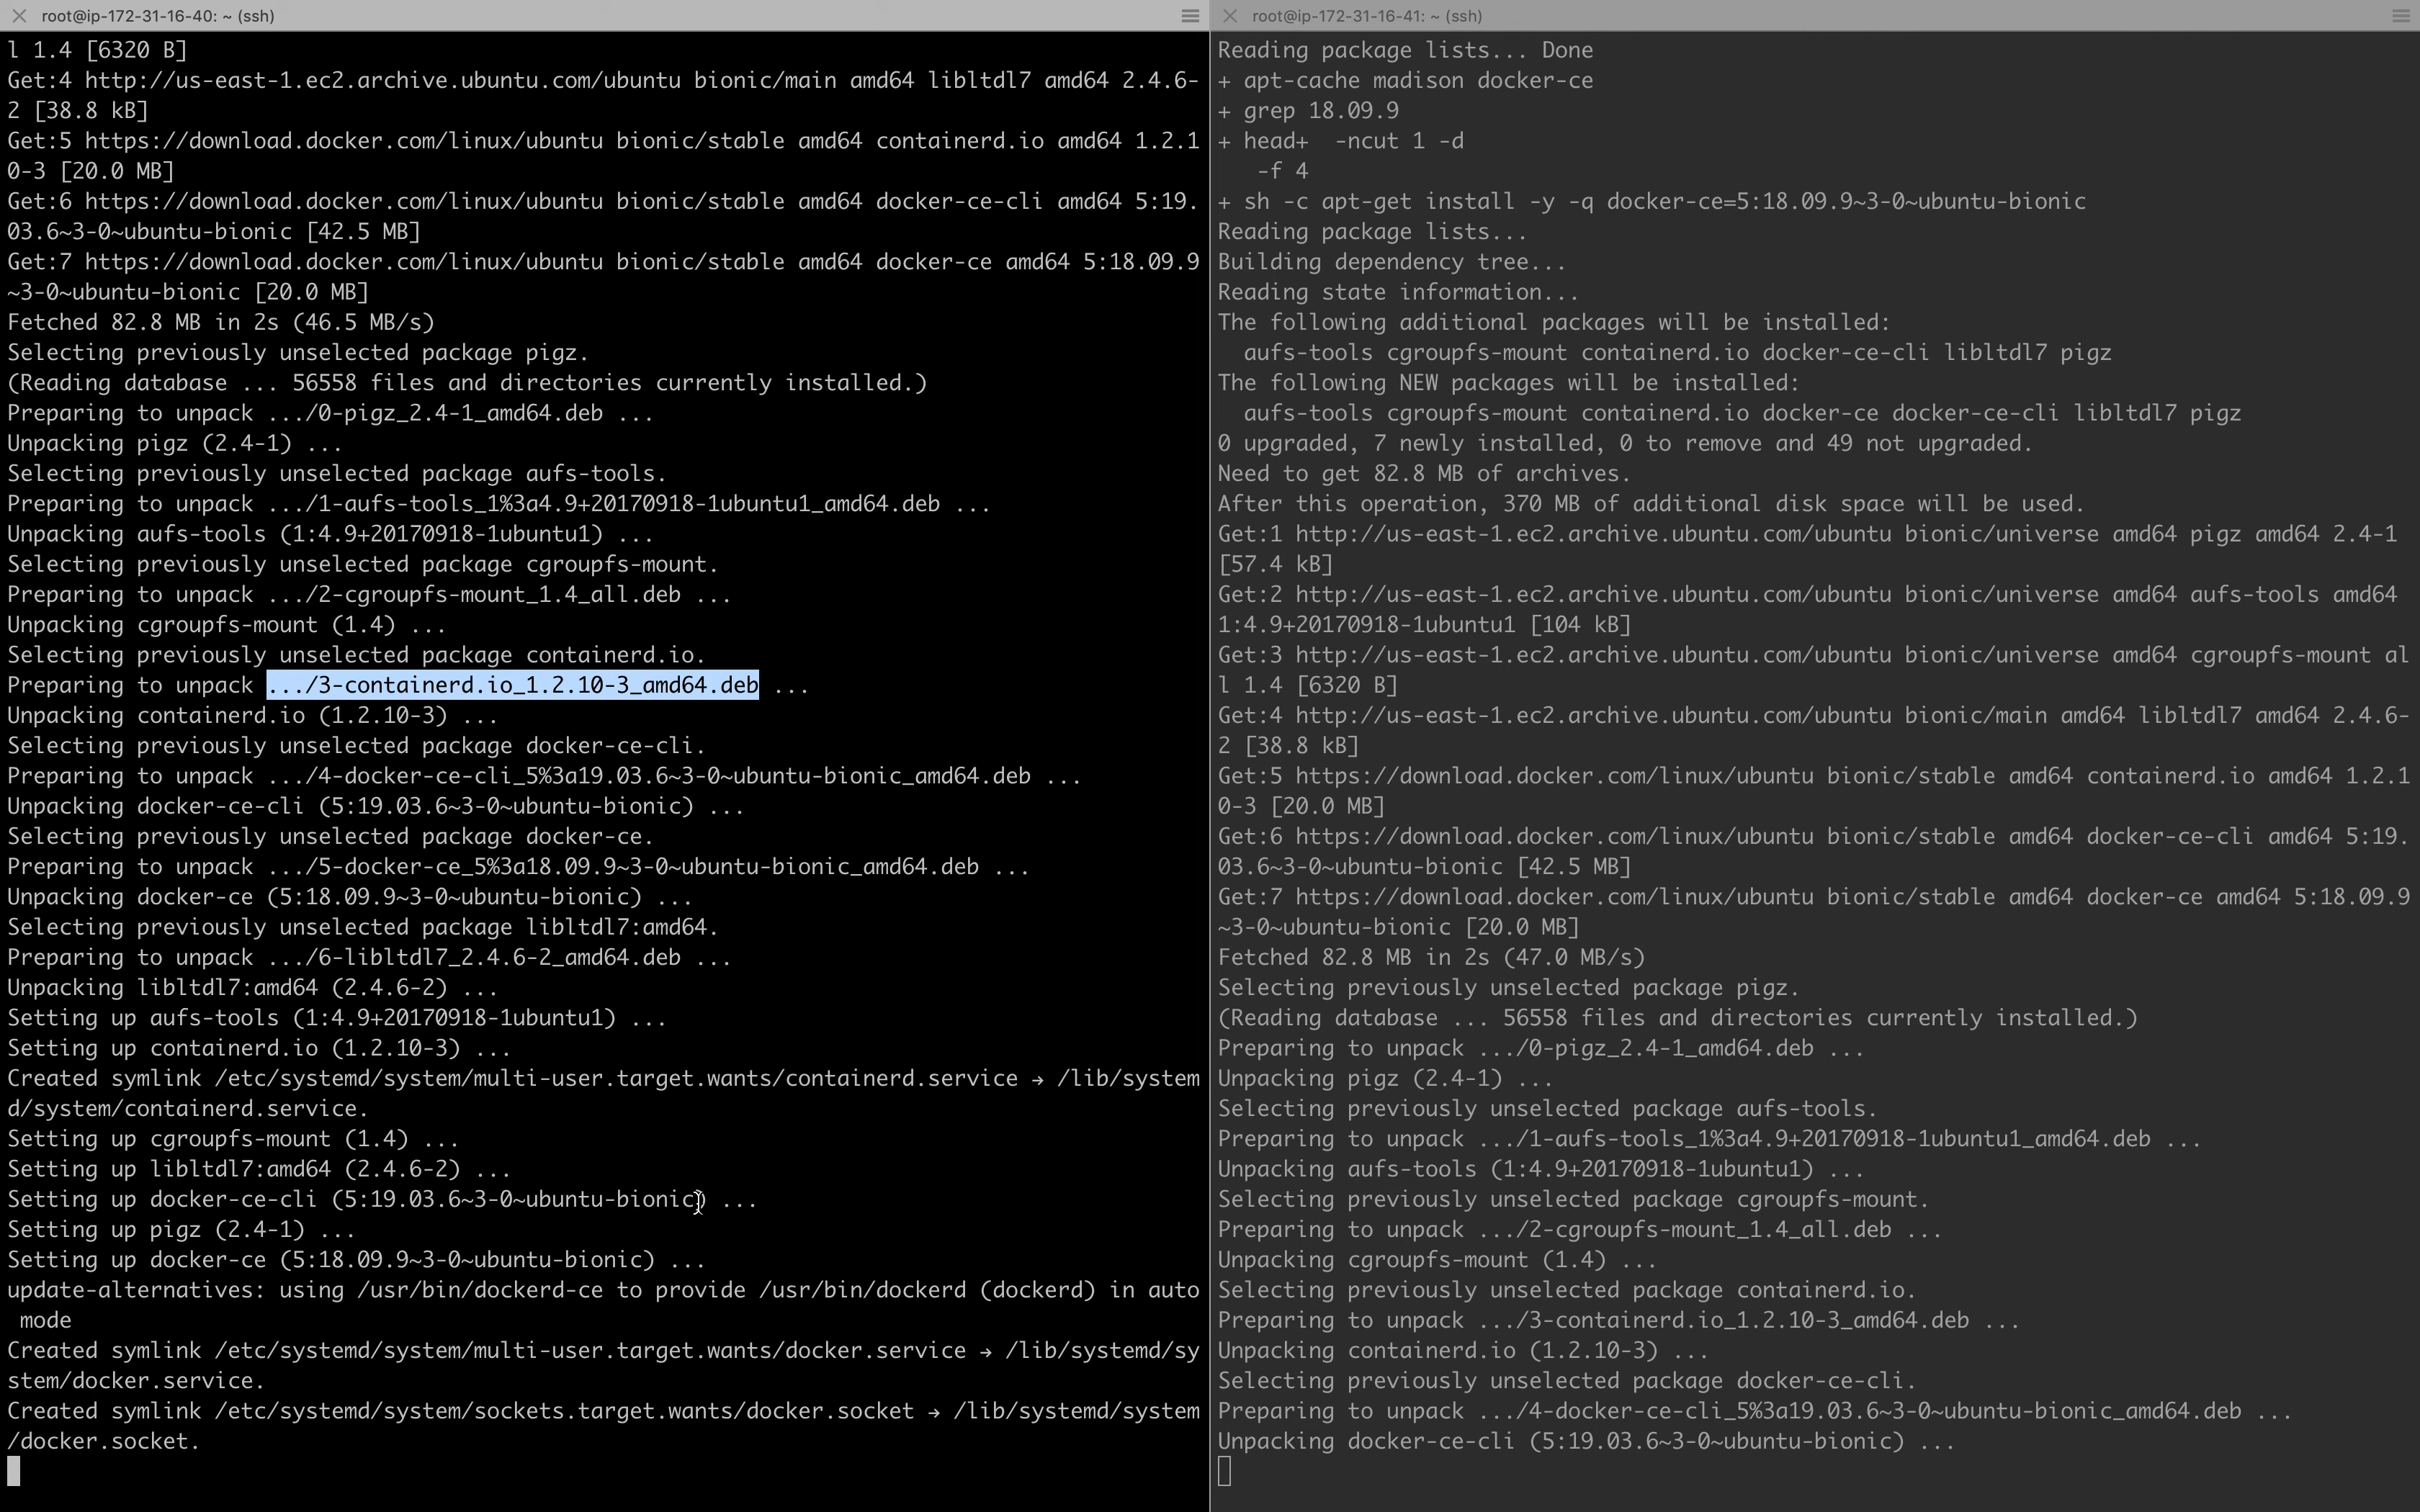 root@ip-172-31-16-40: ~ (ssh)
l 1.4 [6320 B]
Get:4 http://us-east-1.ec2.archive.ubuntu.com/ubuntu bionic/main amd64 libltdl7 amd64 2.4.6-
2 [38.8 kB]
Get:5 https://download.docker.com/linux/ubuntu bionic/stable amd64 containerd.io amd64 1.2.1
0-3 [20.0 MB]
Get:6 https://download.docker.com/linux/ubuntu bionic/stable amd64 docker-ce-cli amd64 5:19.
03.6~3-0~ubuntu-bionic [42.5 MB]
Get:7 https://download.docker.com/linux/ubuntu bionic/stable amd64 docker-ce amd64 5:18.09.9
~3-0~ubuntu-bionic [20.0 MB]
Fetched 82.8 MB in 2s (46.5 MB/s)
Selecting previously unselected package pigz.
(Reading database ... 56558 files and directories currently installed.)
Preparing to unpack .../0-pigz_2.4-1_amd64.deb ...
Unpacking pigz (2.4-1) ...
Selecting previously unselected package aufs-tools.
Preparing to unpack .../1-aufs-tools_1%3a4.9+20170918-1ubuntu1_amd64.deb ...
Unpacking aufs-tools (1:4.9+20170918-1ubuntu1) ...
Selecting previously unselected package cgroupfs-mount.
Preparing to unpack .../2-cgroupfs-mount_1.4_all.deb ...
Unpacking cgroupfs-mount (1.4) ...
Selecting previously unselected package containerd.io.
Preparing to unpack .../3-containerd.io_1.2.10-3_amd64.deb ...
Unpacking containerd.io (1.2.10-3) ...
Selecting previously unselected package docker-ce-cli.
Preparing to unpack .../4-docker-ce-cli_5%3a19.03.6~3-0~ubuntu-bionic_amd64.deb ...
Unpacking docker-ce-cli (5:19.03.6~3-0~ubuntu-bionic) ...
Selecting previously unselected package docker-ce.
Preparing to unpack .../5-docker-ce_5%3a18.09.9~3-0~ubuntu-bionic_amd64.deb ...
Unpacking docker-ce (5:18.09.9~3-0~ubuntu-bionic) ...
Selecting previously unselected package libltdl7:amd64.
Preparing to unpack .../6-libltdl7_2.4.6-2_amd64.deb ...
Unpacking libltdl7:amd64 (2.4.6-2) ...
Setting up aufs-tools (1:4.9+20170918-1ubuntu1) ...
Setting up containerd.io (1.2.10-3) ...
Created symlink /etc/systemd/system/multi-user.target.wants/containerd.service → /lib/system
d/system/containerd.service.
Setting up cgroupfs-mount (1.4) ...
Setting up libltdl7:amd64 (2.4.6-2) ...
Setting up docker-ce-cli (5:19.03.6~3-0~ubuntu-bionic) ...
Setting up pigz (2.4-1) ...
Setting up docker-ce (5:18.09.9~3-0~ubuntu-bionic) ...
update-alternatives: using /usr/bin/dockerd-ce to provide /usr/bin/dockerd (dockerd) in auto
mode
Created symlink /etc/systemd/system/multi-user.target.wants/docker.service → /lib/systemd/sy
stem/docker.service.
Created symlink /etc/systemd/system/sockets.target.wants/docker.socket → /lib/systemd/system
/docker.socket.
root@ip-172-31-16-41: ~ (ssh)
Reading package lists... Done
+ apt-cache madison docker-ce
+ grep 18.09.9
+ head+  -ncut 1 -d
-f 4
+ sh -c apt-get install -y -q docker-ce=5:18.09.9~3-0~ubuntu-bionic
Reading package lists...
Building dependency tree...
Reading state information...
The following additional packages will be installed:
aufs-tools cgroupfs-mount containerd.io docker-ce-cli libltdl7 pigz
The following NEW packages will be installed:
aufs-tools cgroupfs-mount containerd.io docker-ce docker-ce-cli libltdl7 pigz
0 upgraded, 7 newly installed, 0 to remove and 49 not upgraded.
Need to get 82.8 MB of archives.
After this operation, 370 MB of additional disk space will be used.
Get:1 http://us-east-1.ec2.archive.ubuntu.com/ubuntu bionic/universe amd64 pigz amd64 2.4-1
[57.4 kB]
Get:2 http://us-east-1.ec2.archive.ubuntu.com/ubuntu bionic/universe amd64 aufs-tools amd64
1:4.9+20170918-1ubuntu1 [104 kB]
Get:3 http://us-east-1.ec2.archive.ubuntu.com/ubuntu bionic/universe amd64 cgroupfs-mount al
l 1.4 [6320 B]
Get:4 http://us-east-1.ec2.archive.ubuntu.com/ubuntu bionic/main amd64 libltdl7 amd64 2.4.6-
2 [38.8 kB]
Get:5 https://download.docker.com/linux/ubuntu bionic/stable amd64 containerd.io amd64 1.2.1
0-3 [20.0 MB]
Get:6 https://download.docker.com/linux/ubuntu bionic/stable amd64 docker-ce-cli amd64 5:19.
03.6~3-0~ubuntu-bionic [42.5 MB]
Get:7 https://download.docker.com/linux/ubuntu bionic/stable amd64 docker-ce amd64 5:18.09.9
~3-0~ubuntu-bionic [20.0 MB]
Fetched 82.8 MB in 2s (47.0 MB/s)
Selecting previously unselected package pigz.
(Reading database ... 56558 files and directories currently installed.)
Preparing to unpack .../0-pigz_2.4-1_amd64.deb ...
Unpacking pigz (2.4-1) ...
Selecting previously unselected package aufs-tools.
Preparing to unpack .../1-aufs-tools_1%3a4.9+20170918-1ubuntu1_amd64.deb ...
Unpacking aufs-tools (1:4.9+20170918-1ubuntu1) ...
Selecting previously unselected package cgroupfs-mount.
Preparing to unpack .../2-cgroupfs-mount_1.4_all.deb ...
Unpacking cgroupfs-mount (1.4) ...
Selecting previously unselected package containerd.io.
Preparing to unpack .../3-containerd.io_1.2.10-3_amd64.deb ...
Unpacking containerd.io (1.2.10-3) ...
Selecting previously unselected package docker-ce-cli.
Preparing to unpack .../4-docker-ce-cli_5%3a19.03.6~3-0~ubuntu-bionic_amd64.deb ...
Unpacking docker-ce-cli (5:19.03.6~3-0~ubuntu-bionic) ...